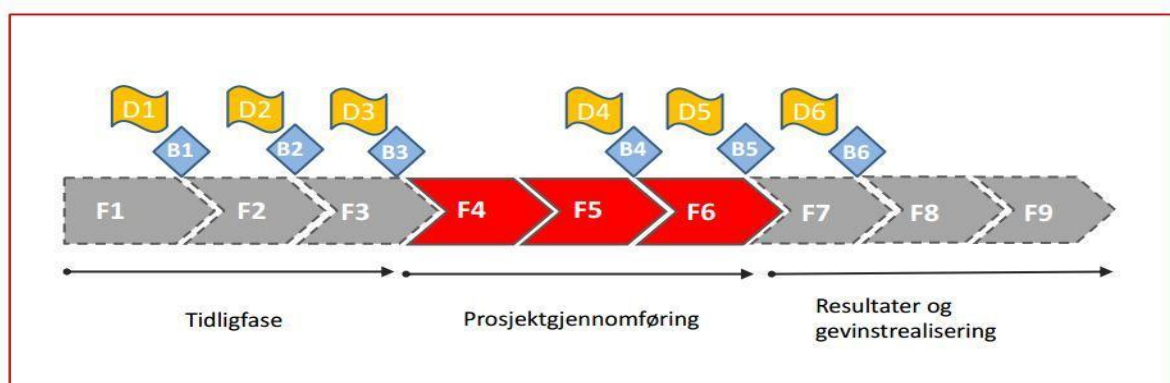 D1 D2 D3 D4 D5 D6
B1 B2 B3 B4 B5 B6
F1 F2 F3 F4 F5 F6 F7 F8 F9
Tidligfase
Prosjektgjennomføring
Resultater og
gevinstrealisering